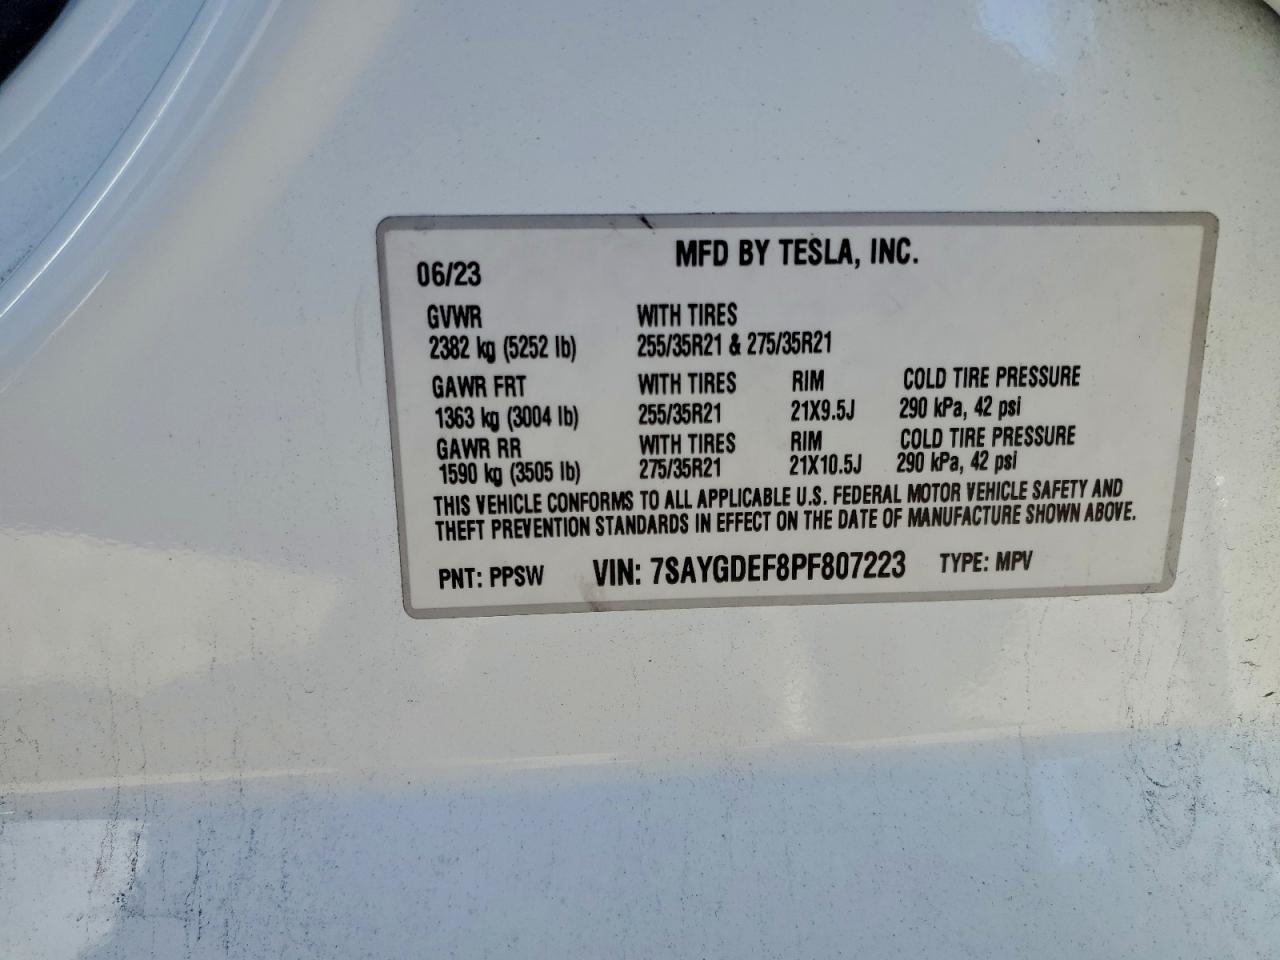 MFD BY TESLA, INC.
06/23
GVWR WITH TIRES
2382 kg (5252 lb) 255/35R21 & 275/35R21
GAWR FRT WITH TIRES RIM COLD TIRE PRESSURE
1363 kg (3004 lb) 255/35R21 21X9.5J 290 kPa, 42 psi
GAWR RR WITH TIRES RIM COLD TIRE PRESSURE
1590 kg (3505 lb) 275/35R21 21X10.5J 290 kPa, 42 psi
THIS VEHICLE CONFORMS TO ALL APPLICABLE U.S. FEDERAL MOTOR VEHICLE SAFETY AND
THEFT PREVENTION STANDARDS IN EFFECT ON THE DATE OF MANUFACTURE SHOWN ABOVE.
PNT: PPSW VIN: 7SAYGDEF8PF807223 TYPE: MPV